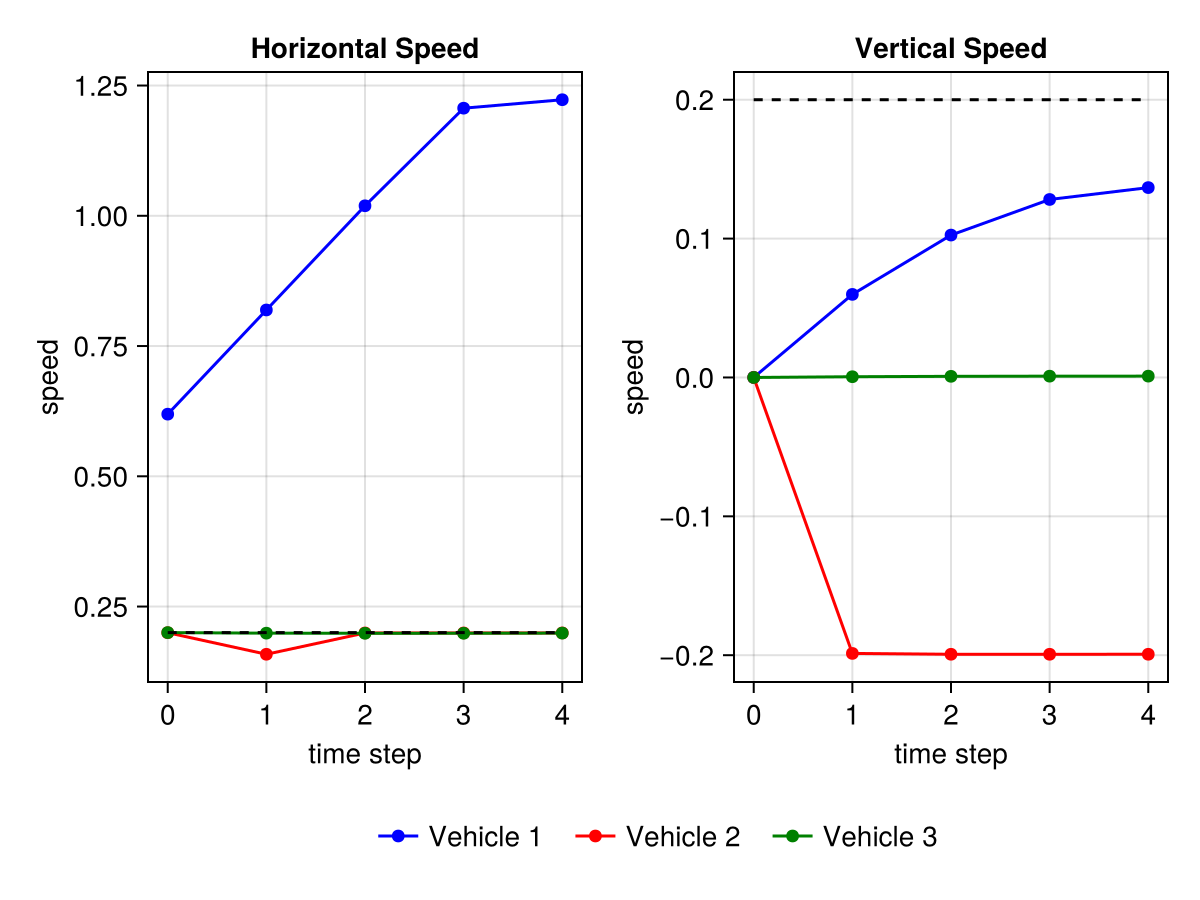 Horizontal Speed
1.25
1.00
0.75
0.50
0.25
speed
0 1 2 3 4
time step
Vertical Speed
0.2
0.1
0.0
−0.1
−0.2
speed
0 1 2 3 4
time step
Vehicle 1 Vehicle 2 Vehicle 3